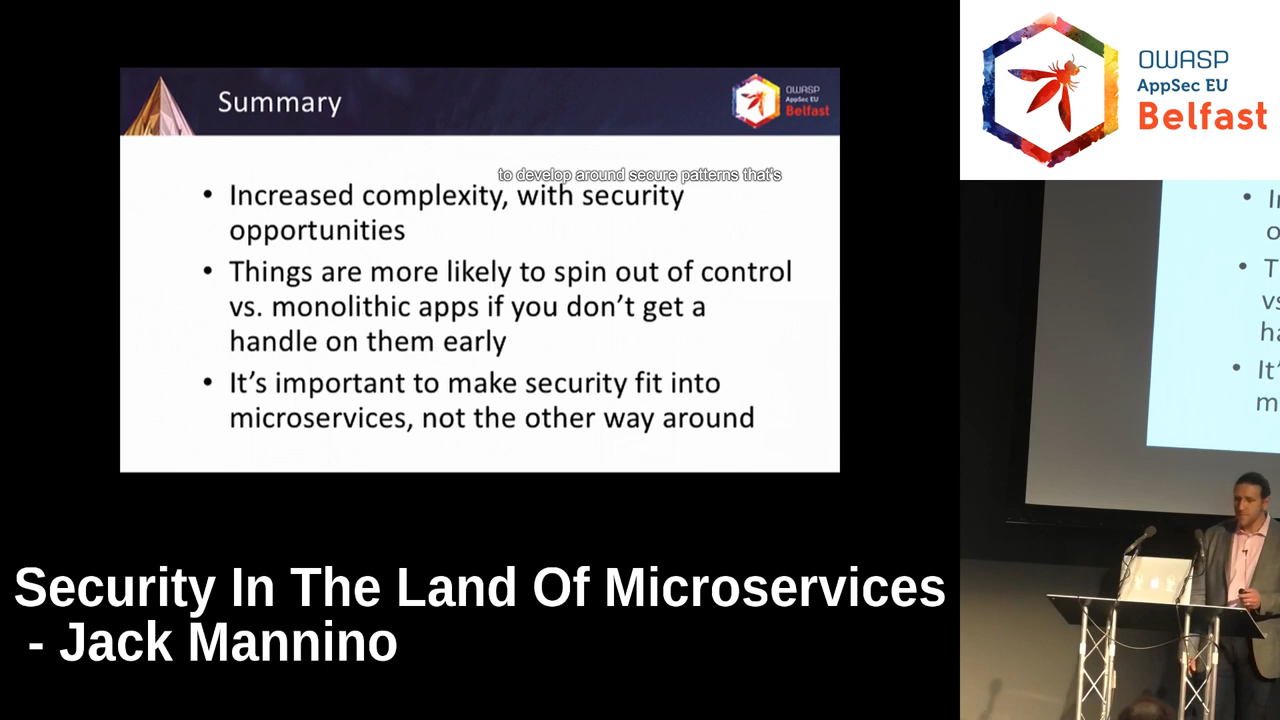 Summary
OWASP
AppSec EU
Belfast
to develop around secure patterns that's
• Increased complexity, with security
opportunities
• Things are more likely to spin out of control
vs. monolithic apps if you don't get a
handle on them early
• It's important to make security fit into
microservices, not the other way around
Security In The Land Of Microservices
- Jack Mannino
OWASP
AppSec EU
Belfast
• I
o
• T
vs
ha
• It'
m